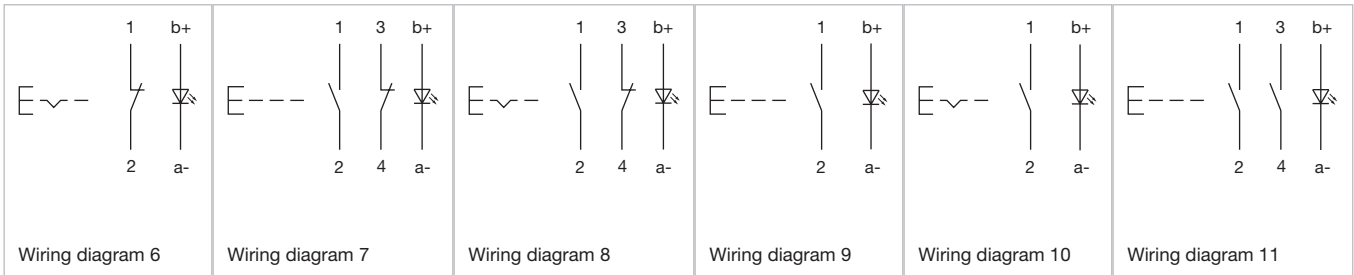 1 b+ 1 3 b+ 1 3 b+ 1 b+ 1 b+ 1 3 b+
2 a- 2 4 a- 2 4 a- 2 a- 2 a- 2 4 a-
Wiring diagram 6 Wiring diagram 7 Wiring diagram 8 Wiring diagram 9 Wiring diagram 10 Wiring diagram 11